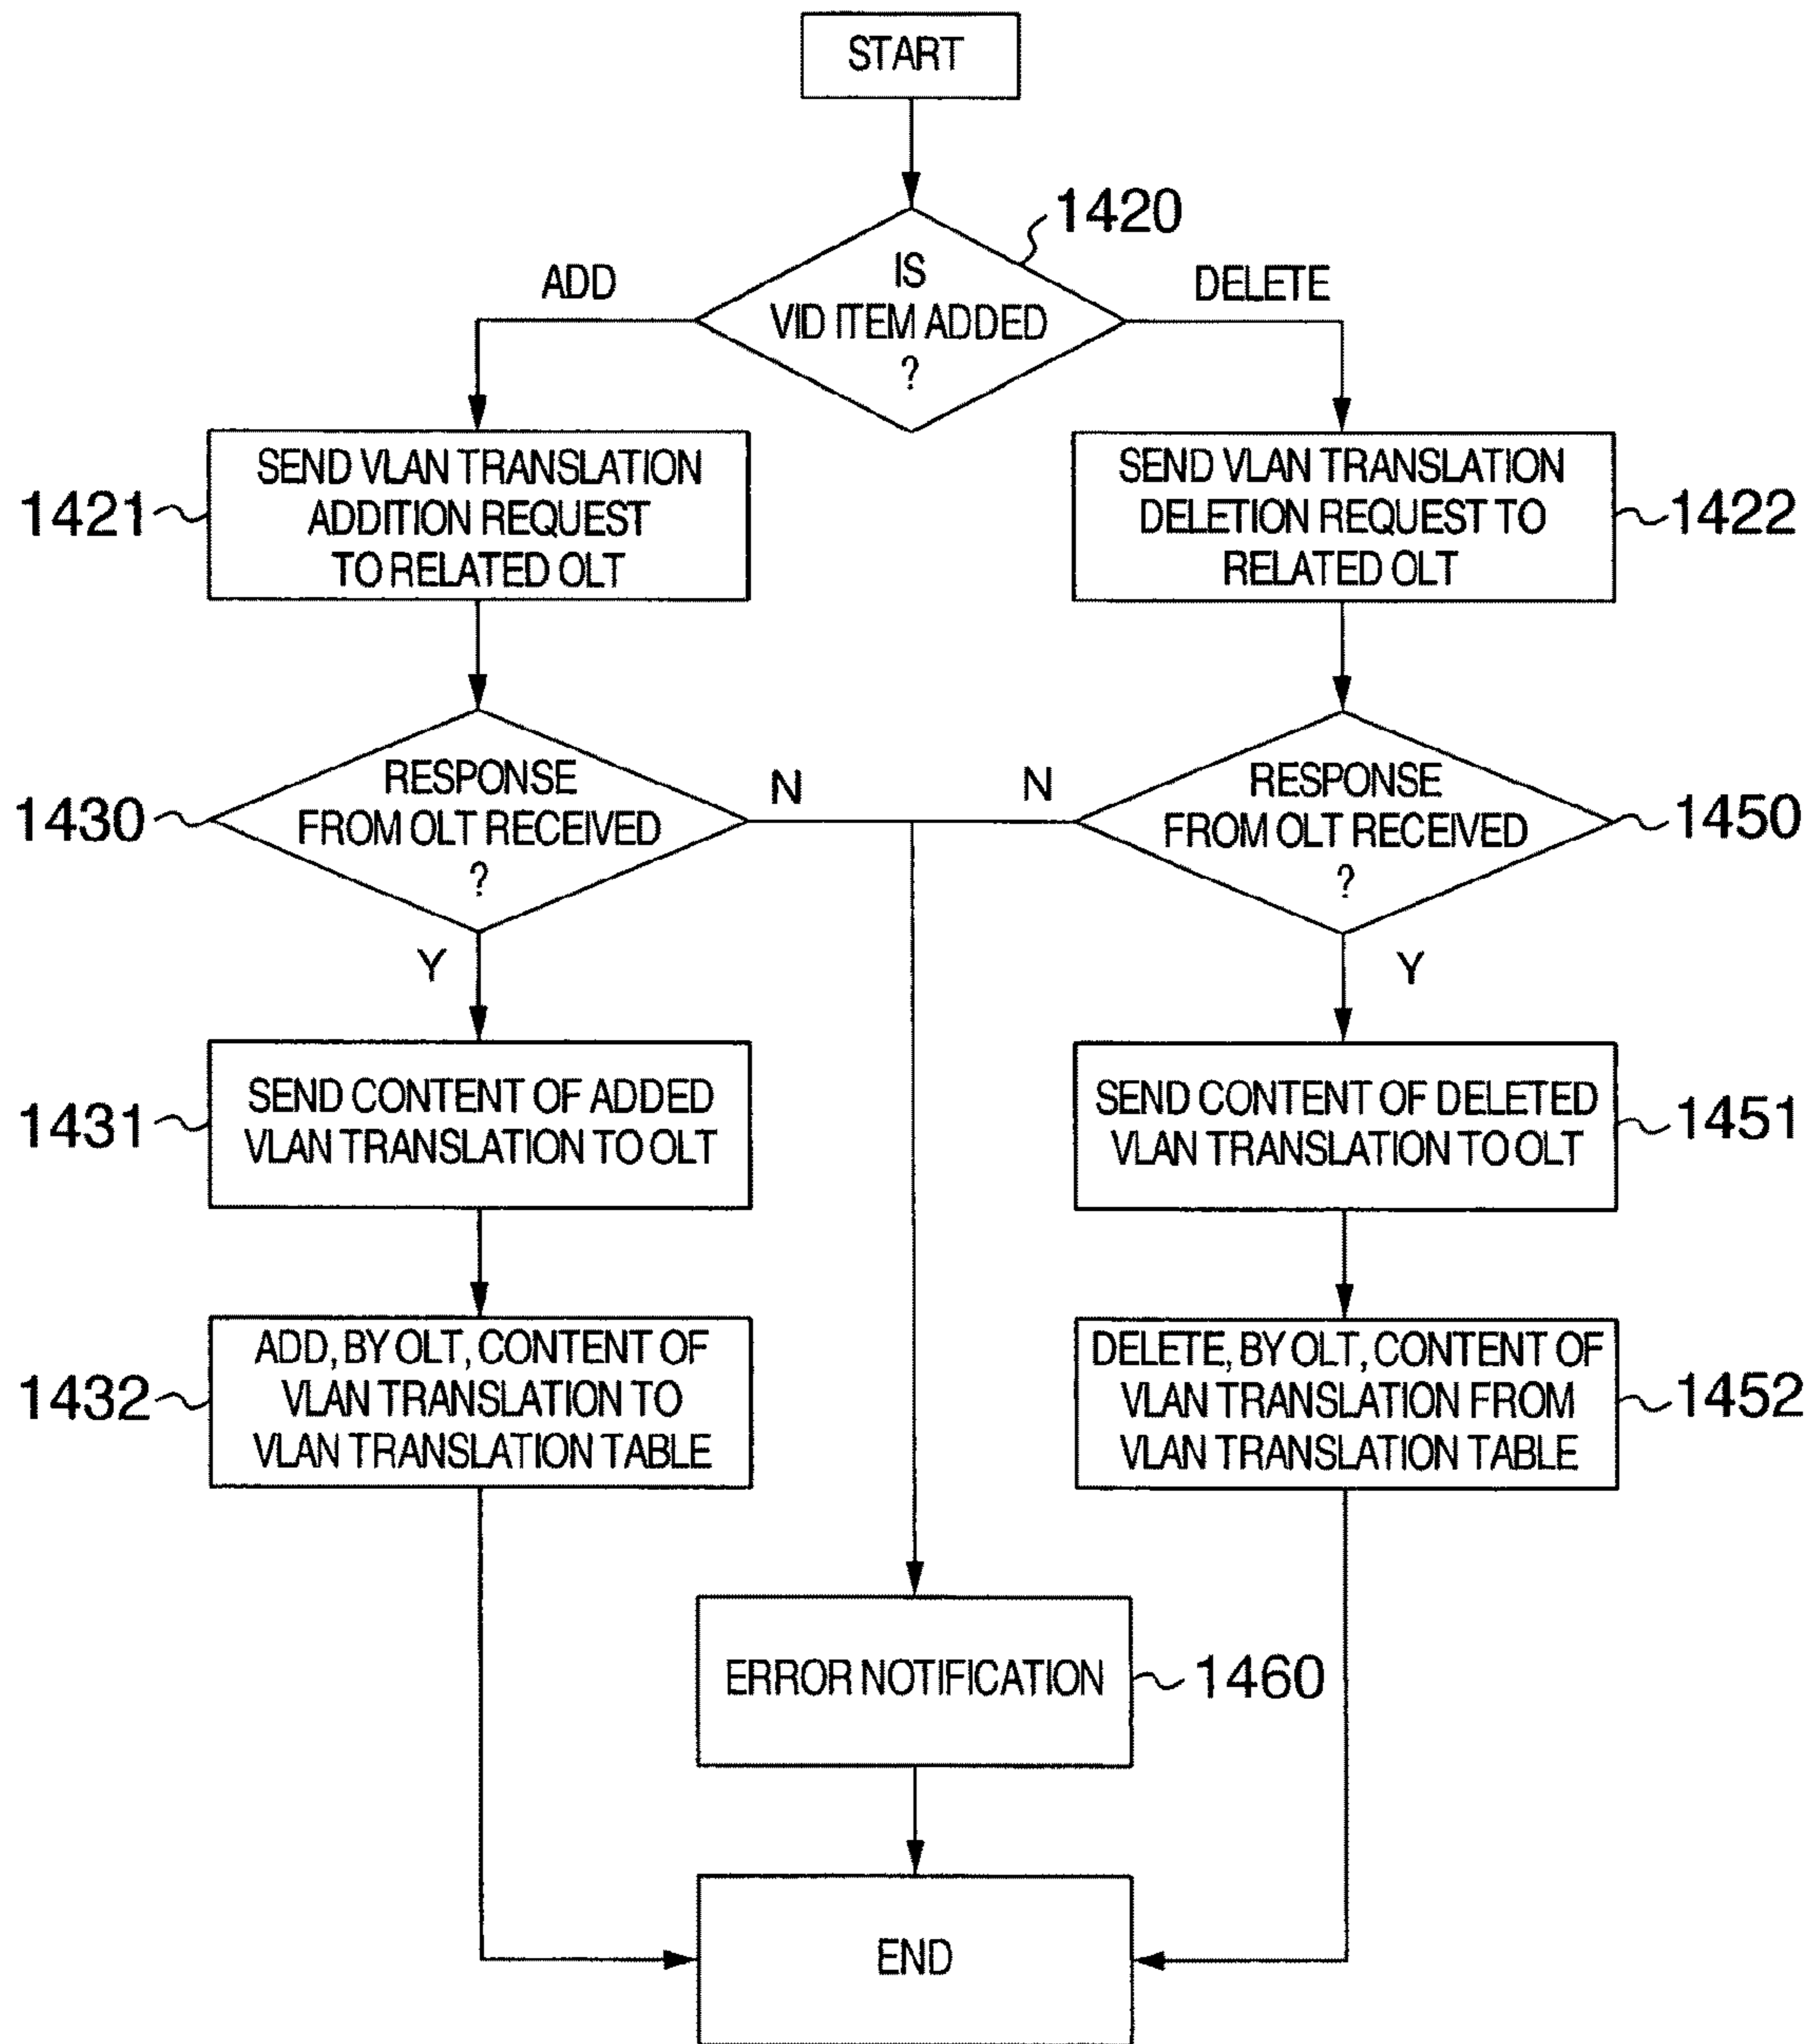 START
1420
IS
VID ITEM ADDED
?
ADD
DELETE
1421
SEND VLAN TRANSLATION
ADDITION REQUEST
TO RELATED OLT
SEND VLAN TRANSLATION
DELETION REQUEST TO
RELATED OLT
1422
1430
RESPONSE
FROM OLT RECEIVED
?
N
N
RESPONSE
FROM OLT RECEIVED
?
1450
Y
Y
1431
SEND CONTENT OF ADDED
VLAN TRANSLATION TO OLT
SEND CONTENT OF DELETED
VLAN TRANSLATION TO OLT
1451
1432
ADD, BY OLT, CONTENT OF
VLAN TRANSLATION TO
VLAN TRANSLATION TABLE
DELETE, BY OLT, CONTENT OF
VLAN TRANSLATION FROM
VLAN TRANSLATION TABLE
1452
ERROR NOTIFICATION
1460
END